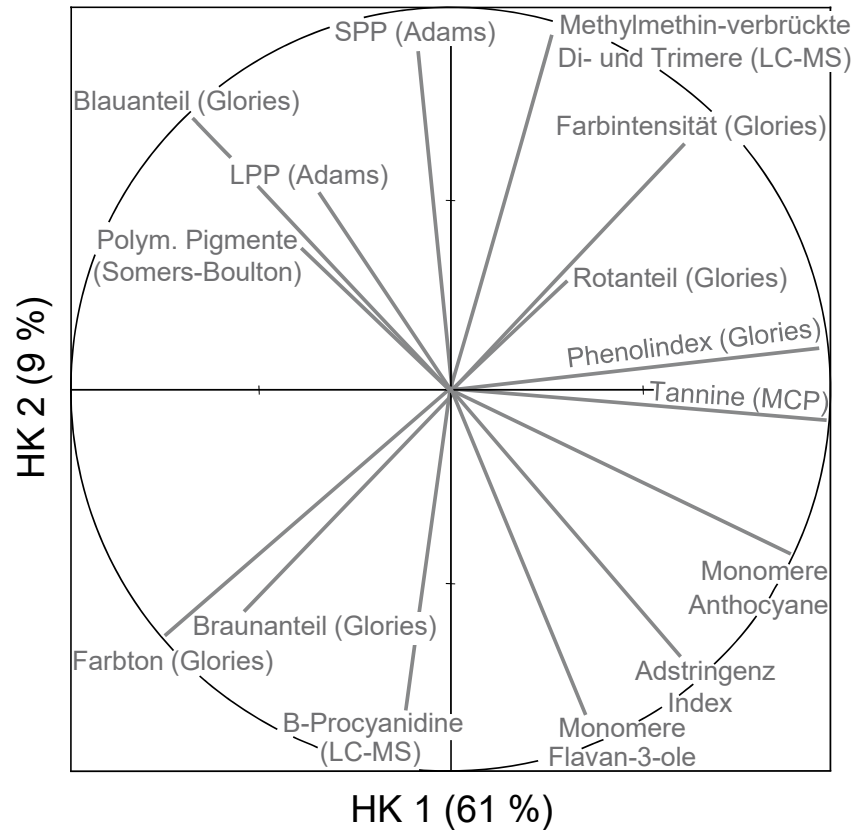 SPP (Adams)
Methylmethin-verbrückte
Di- und Trimere (LC-MS)
Blauanteil (Glories)
Farbintensität (Glories)
LPP (Adams)
Polym. Pigmente
(Somers-Boulton)
Rotanteil (Glories)
Phenolindex (Glories)
Tannine (MCP)
HK 2 (9 %)
Monomere
Anthocyane
Braunanteil (Glories)
Farbton (Glories)
Adstringenz
Index
B-Procyanidine
(LC-MS)
Monomere
Flavan-3-ole
HK 1 (61 %)